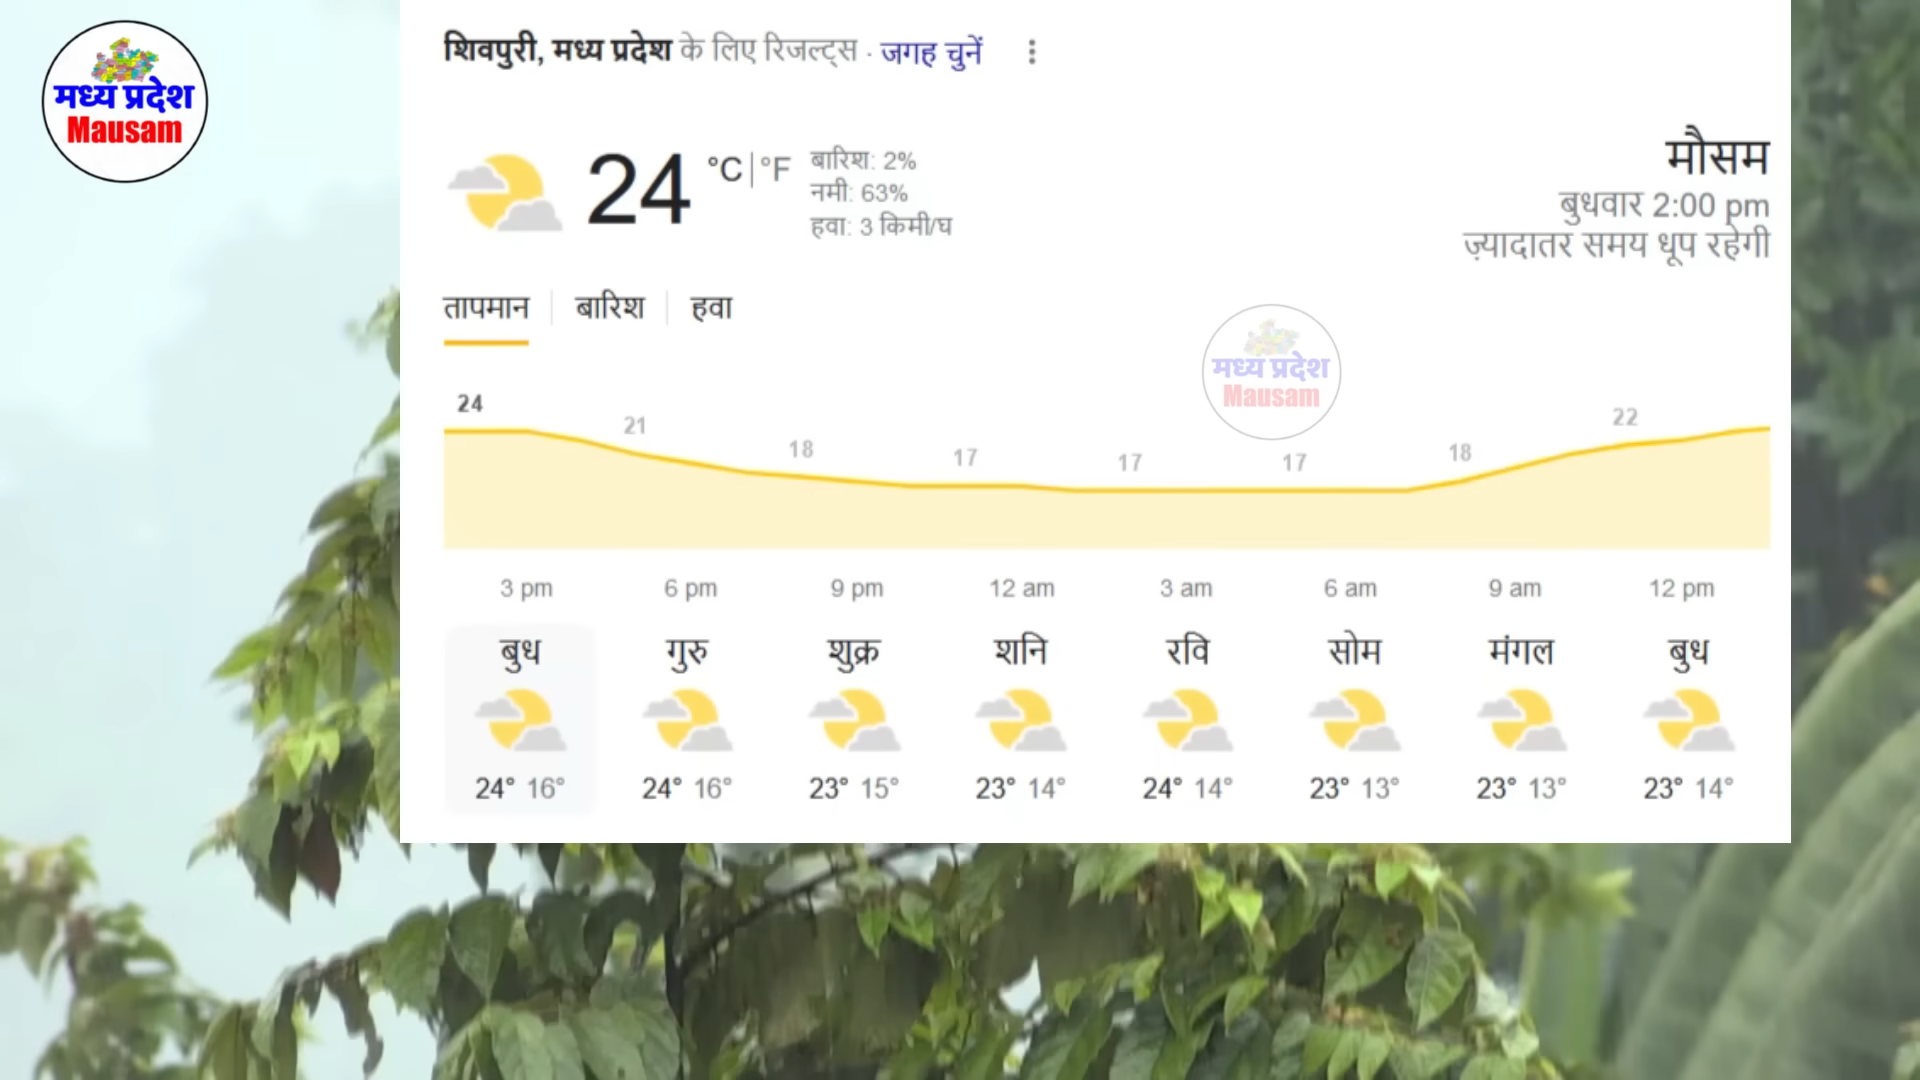 मध्य प्रदेश
Mausam
शिवपुरी, मध्य प्रदेश के लिए रिजल्ट्स · जगह चुनें
24 °C | °F
बारिश: 2%
नमी: 63%
हवा: 3 किमी/घ
मौसम
बुधवार 2:00 pm
ज़्यादातर समय धूप रहेगी
तापमान बारिश हवा
मध्य प्रदेश
Mausam
24 21 18 17 17 17 18 22
3 pm 6 pm 9 pm 12 am 3 am 6 am 9 am 12 pm
बुध गुरु शुक्र शनि रवि सोम मंगल बुध
24° 16° 24° 16° 23° 15° 23° 14° 24° 14° 23° 13° 23° 13° 23° 14°